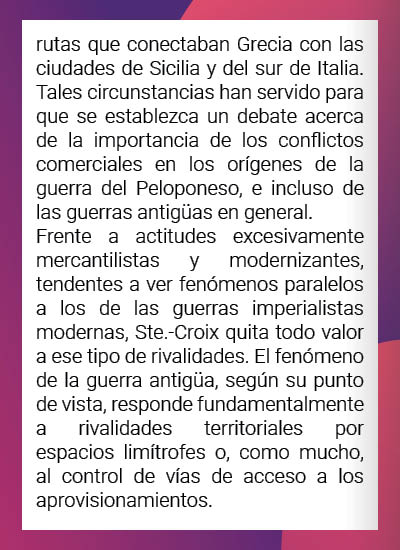 rutas que conectaban Grecia con las
ciudades de Sicilia y del sur de Italia.
Tales circunstancias han servido para
que se establezca un debate acerca
de la importancia de los conflictos
comerciales en los orígenes de la
guerra del Peloponeso, e incluso de
las guerras antigüas en general.
Frente a actitudes excesivamente
mercantilistas y modernizantes,
tendentes a ver fenómenos paralelos
a los de las guerras imperialistas
modernas, Ste.-Croix quita todo valor
a ese tipo de rivalidades. El fenómeno
de la guerra antigüa, según su punto
de vista, responde fundamentalmente
a rivalidades territoriales por
espacios limítrofes o, como mucho,
al control de vías de acceso a los
aprovisionamientos.